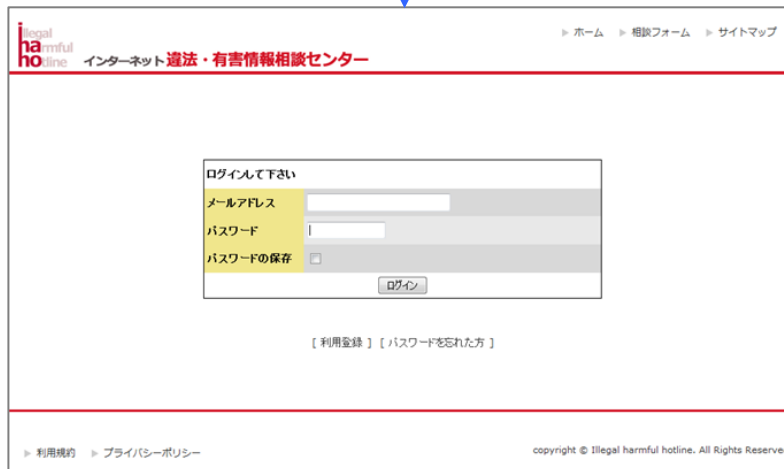 illegal
harmful
hotline インターネット違法・有害情報相談センター
ホーム 相談フォーム サイトマップ
ログインして下さい
メールアドレス
パスワード
パスワードの保存
ログイン
[ 利用登録 ] [ パスワードを忘れた方 ]
利用規約 プライバシーポリシー
copyright © Illegal harmful hotline. All Rights Reserve